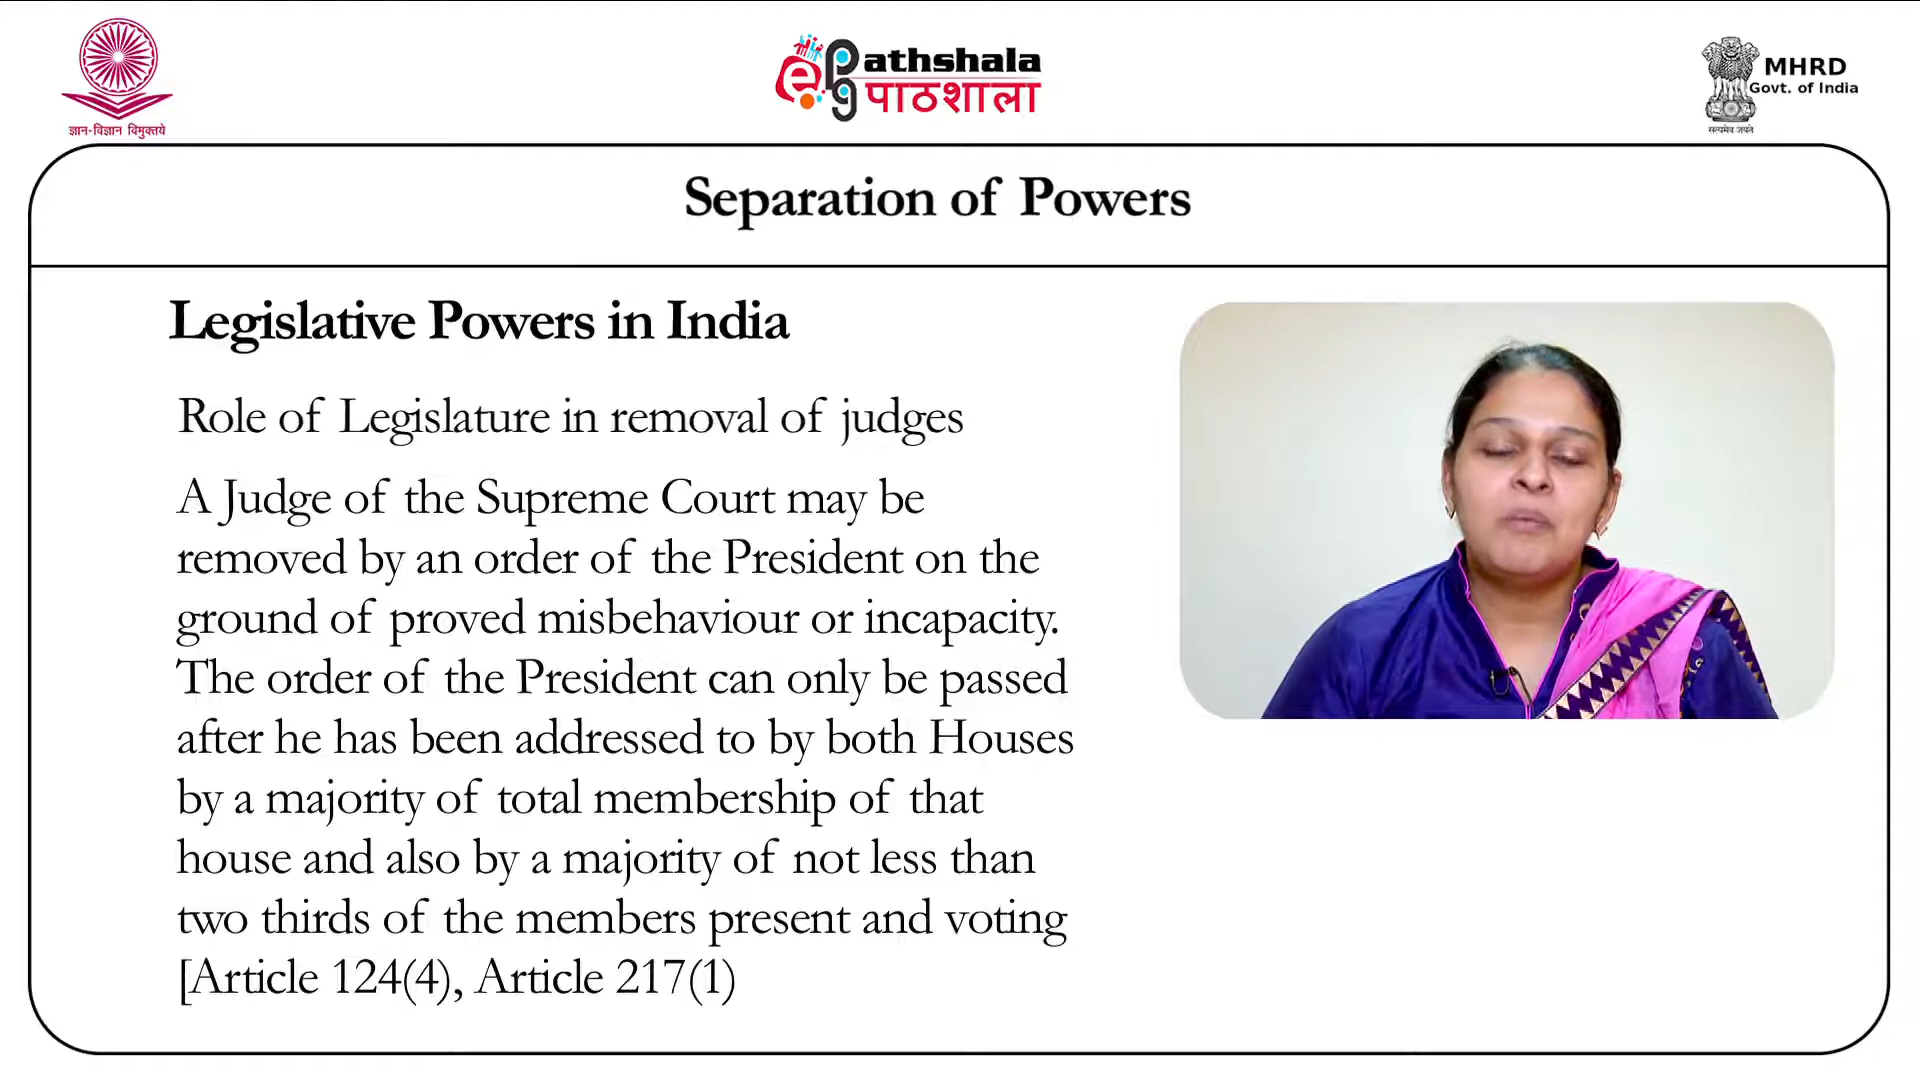 ज्ञान-विज्ञान विमुक्तये
ePathshala
पाठशाला
MHRD
Govt. of India
सत्यमेव जयते
Separation of Powers
Legislative Powers in India
Role of Legislature in removal of judges
A Judge of the Supreme Court may be
removed by an order of the President on the
ground of proved misbehaviour or incapacity.
The order of the President can only be passed
after he has been addressed to by both Houses
by a majority of total membership of that
house and also by a majority of not less than
two thirds of the members present and voting
[Article 124(4), Article 217(1)